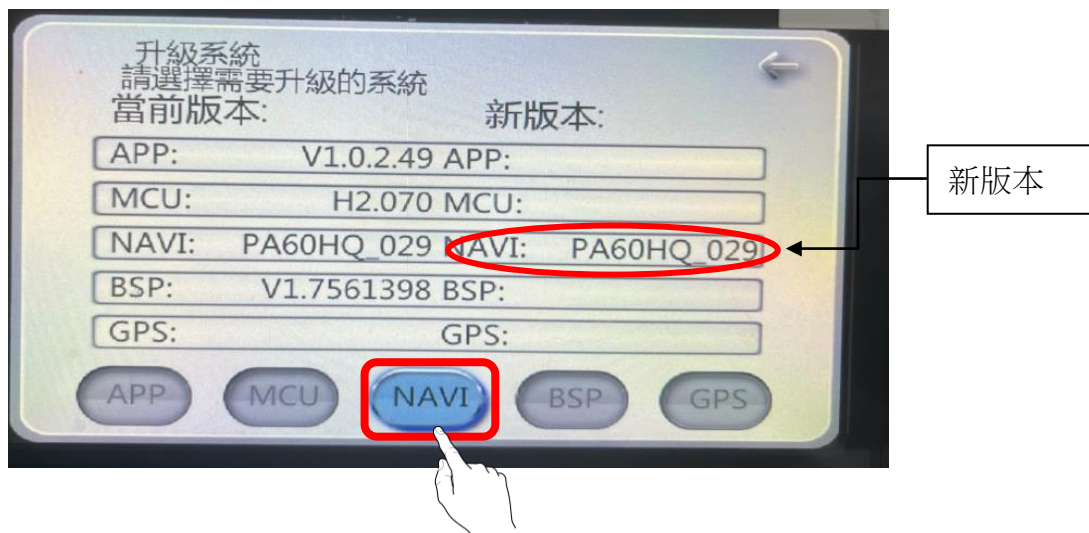 升級系統
請選擇需要升級的系統
當前版本: 新版本:
APP: V1.0.2.49 APP:
MCU: H2.070 MCU:
NAVI: PA60HQ_029 NAVI: PA60HQ_029
BSP: V1.7561398 BSP:
GPS: GPS:
APP MCU NAVI BSP GPS
新版本